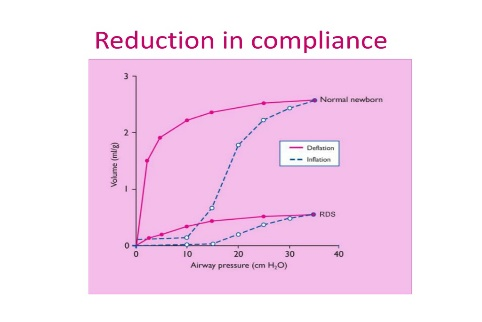 Reduction in compliance
3
Normal newborn
2
Deflation
Inflation
Volume (ml/g)
1
RDS
0
0 10 20 30 40
Airway pressure (cm H₂O)